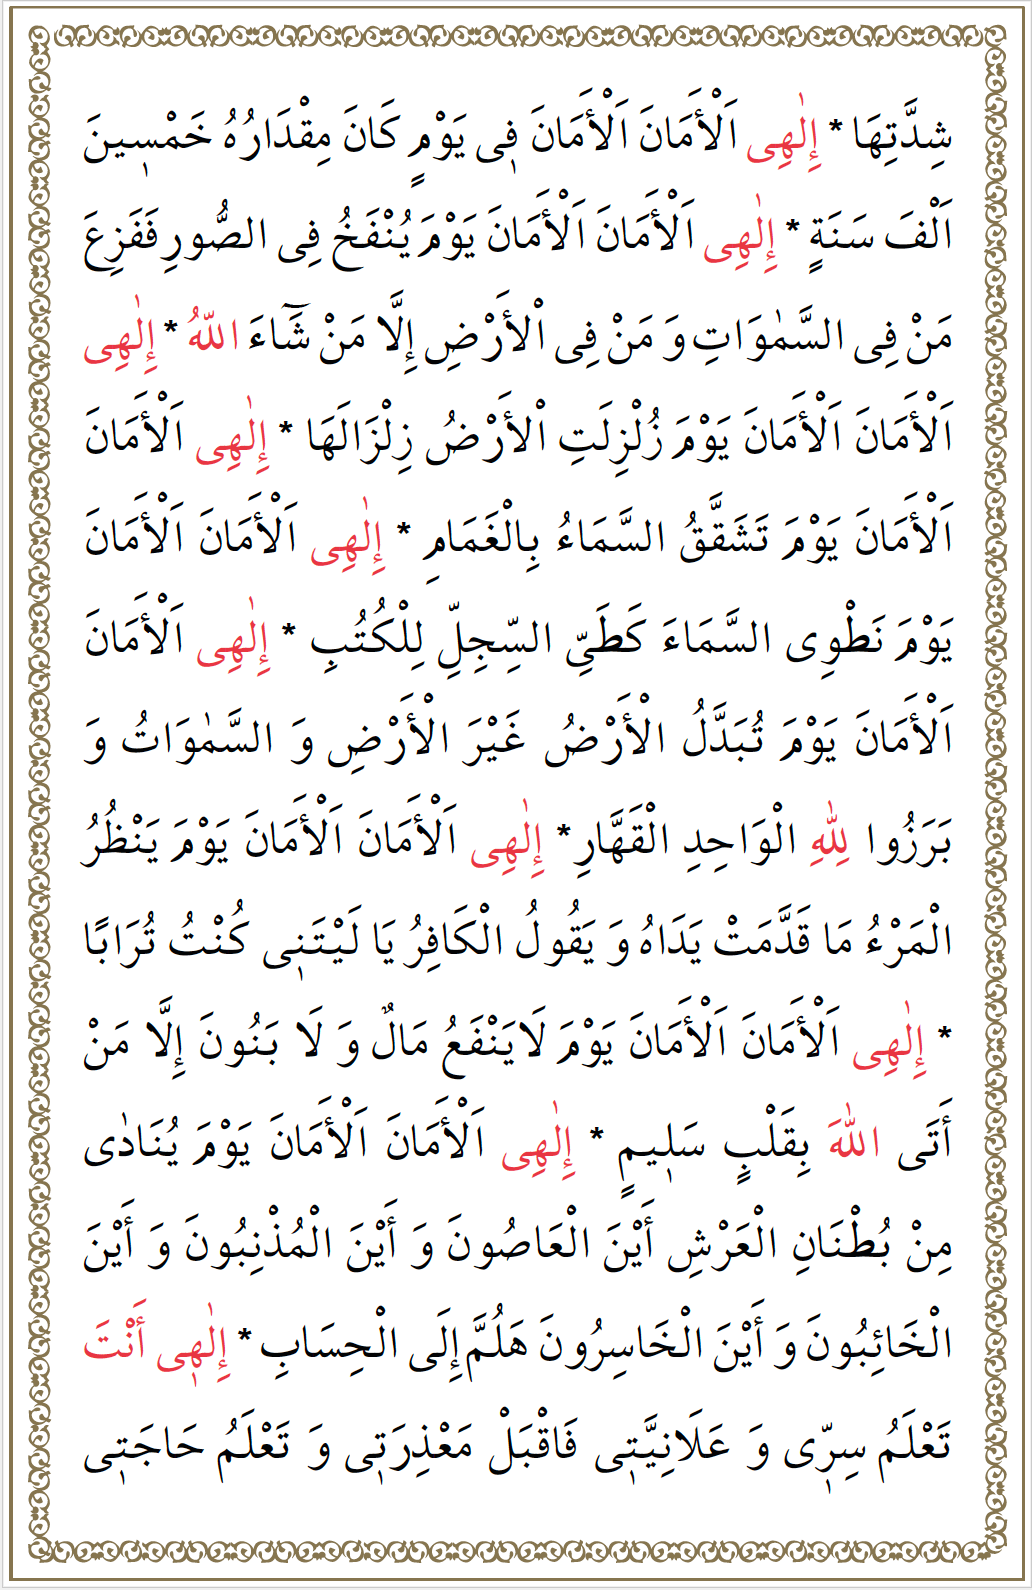 شِدَّتِهَا * إِلٰهِى اَلْأَمَانَ اَلْأَمَانَ فٖى يَوْمٍ كَانَ مِقْدَارُهُ خَمْسٖينَ
اَلْفَ سَنَةٍ * إِلٰهِى اَلْأَمَانَ اَلْأَمَانَ يَوْمَ يُنْفَخُ فِى الصُّورِ فَفَزِعَ
مَنْ فِى السَّمٰوَاتِ وَ مَنْ فِى اْلأَرْضِ إِلَّا مَنْ شَٓاءَ اللّٰهُ * إِلٰهِى
اَلْأَمَانَ اَلْأَمَانَ يَوْمَ زُلْزِلَتِ اْلأَرْضُ زِلْزَالَهَا * إِلٰهِى اَلْأَمَانَ
اَلْأَمَانَ يَوْمَ تَشَقَّقُ السَّمَاءُ بِالْغَمَامِ * إِلٰهِى اَلْأَمَانَ اَلْأَمَانَ
يَوْمَ نَطْوِى السَّمَاءَ كَطَىِّ السِّجِلِّ لِلْكُتُبِ * إِلٰهِى اَلْأَمَانَ
اَلْأَمَانَ يَوْمَ تُبَدَّلُ الْأَرْضُ غَيْرَ الْأَرْضِ وَ السَّمٰوَاتُ وَ
بَرَزُوا لِلّٰهِ الْوَاحِدِ الْقَهَّارِ * إِلٰهِى اَلْأَمَانَ اَلْأَمَانَ يَوْمَ يَنْظُرُ
الْمَرْءُ مَا قَدَّمَتْ يَدَاهُ وَ يَقُولُ الْكَافِرُ يَا لَيْتَنٖى كُنْتُ تُرَابًا
* إِلٰهِى اَلْأَمَانَ اَلْأَمَانَ يَوْمَ لَا يَنْفَعُ مَالٌ وَ لَا بَنُونَ إِلَّا مَنْ
أَتَى اللّٰهَ بِقَلْبٍ سَلٖيمٍ * إِلٰهِى اَلْأَمَانَ اَلْأَمَانَ يَوْمَ يُنَادٰى
مِنْ بُطْنَانِ الْعَرْشِ أَيْنَ الْعَاصُونَ وَ أَيْنَ الْمُذْنِبُونَ وَ أَيْنَ
الْخَائِبُونَ وَ أَيْنَ الْخَاسِرُونَ هَلُمَّ إِلَى الْحِسَابِ * إِلٰهٖى أَنْتَ
تَعْلَمُ سِرّٖى وَ عَلَانِيَّتٖى فَاقْبَلْ مَعْذِرَتٖى وَ تَعْلَمُ حَاجَتٖى